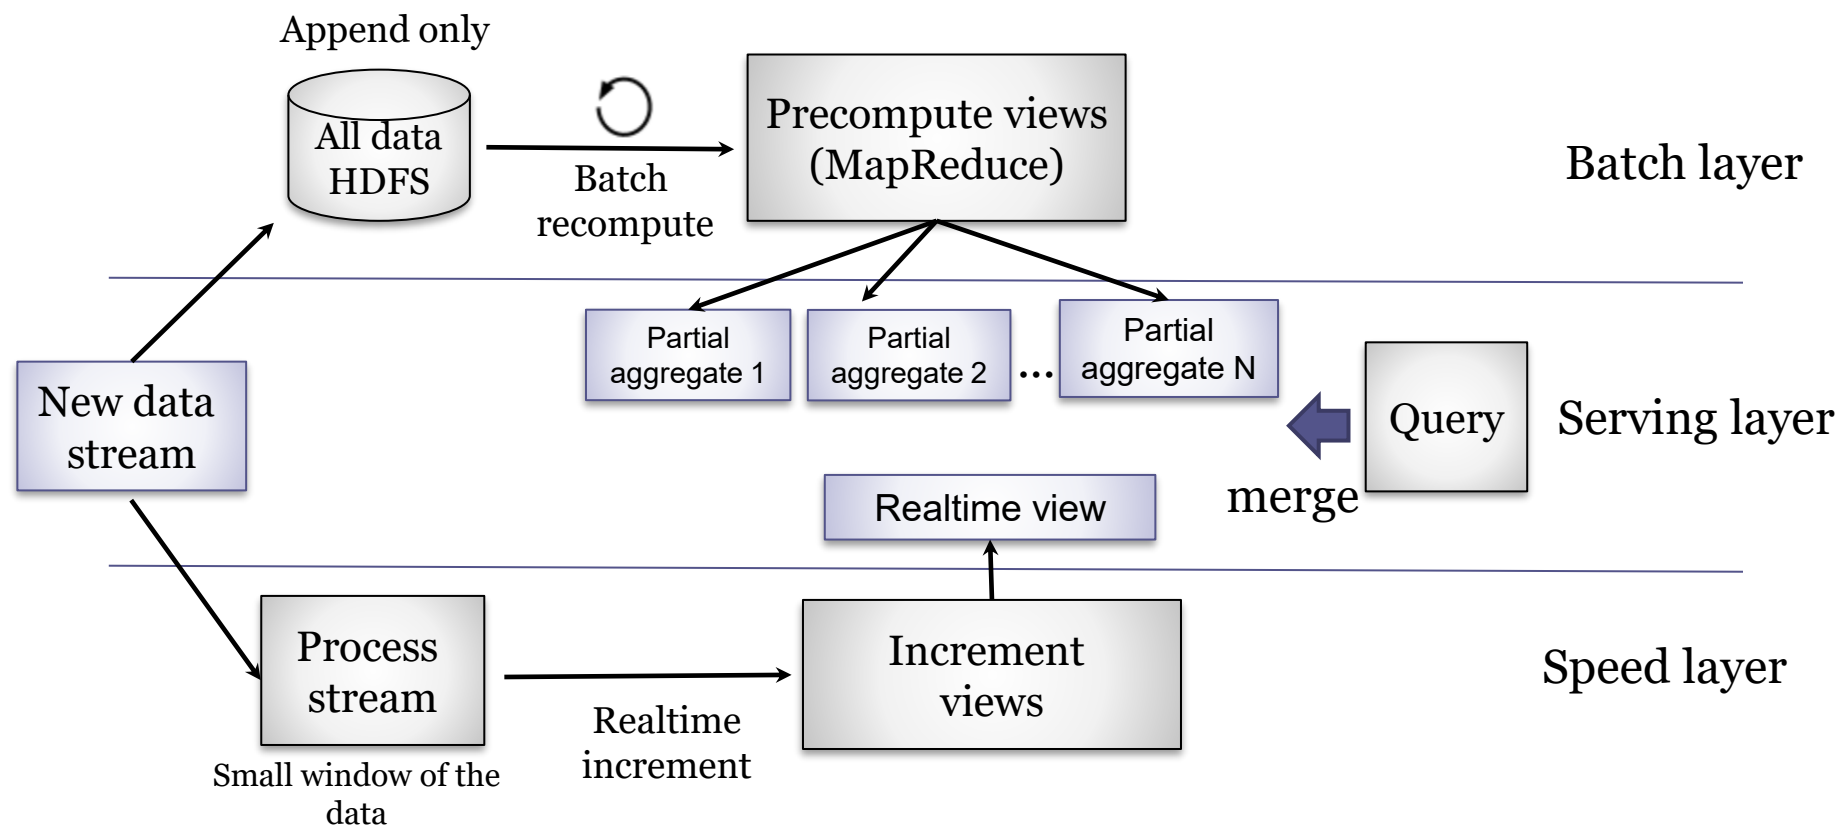 Append only
All data
HDFS
Batch
recompute
Precompute views
(MapReduce)
Batch layer
Partial
aggregate 1
Partial
aggregate 2
...
Partial
aggregate N
New data
stream
Query
merge
Serving layer
Realtime view
Process
stream
Small window of the
data
Realtime
increment
Increment
views
Speed layer